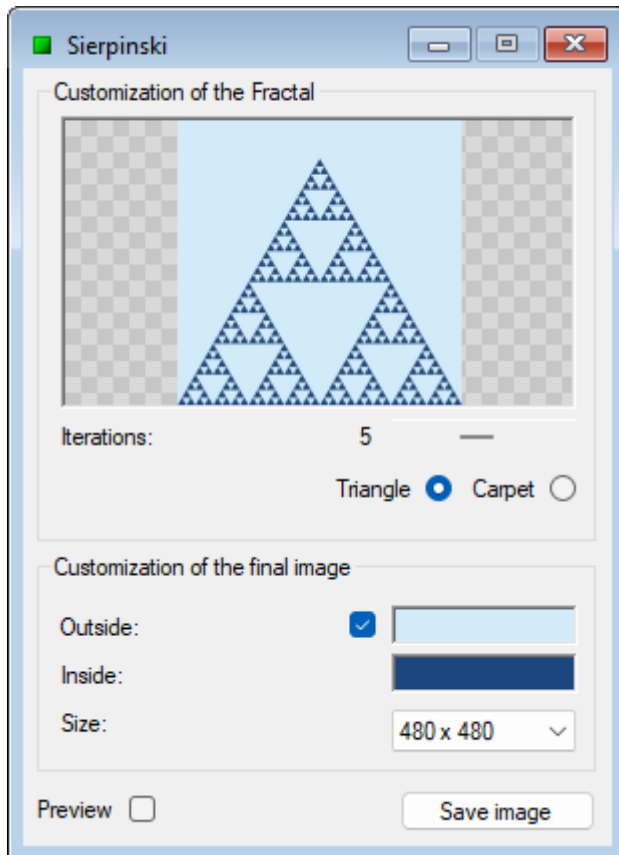 Sierpinski
Customization of the Fractal
Iterations: 5
Triangle Carpet
Customization of the final image
Outside:
Inside:
Size: 480 x 480
Preview Save image